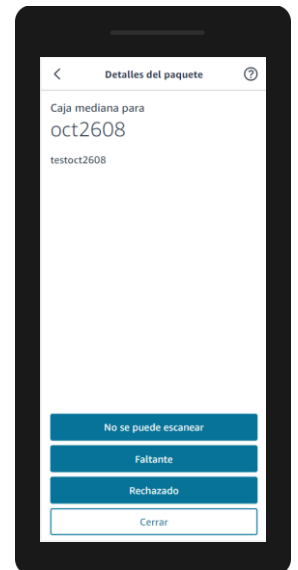 Detalles del paquete
Caja mediana para
oct2608
testoct2608
No se puede escanear
Faltante
Rechazado
Cerrar